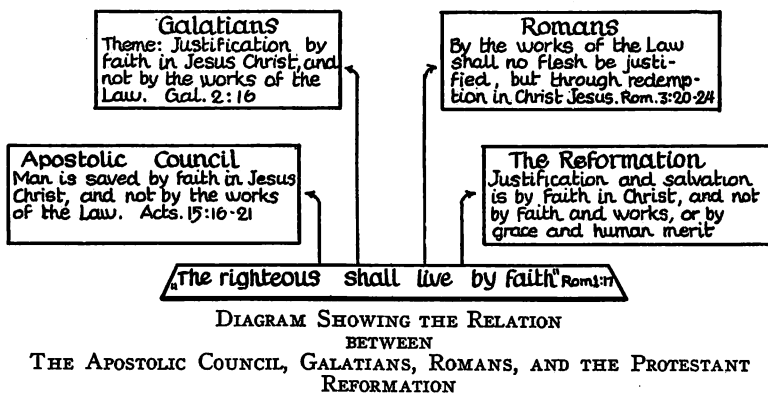 Galatians
Theme: Justification by
faith in Jesus Christ, and
not by the works of the
Law. Gal. 2:16
Romans
By the works of the Law
shall no flesh be justi-
fied, but through redemp-
tion in Christ Jesus. Rom. 3:20-24
Apostolic Council
Man is saved by faith in Jesus
Christ, and not by the works
of the Law. Acts. 15:16-21
The Reformation
Justification and salvation
is by faith in Christ, and not
by faith and works, or by
grace and human merit
„The righteous shall live by faith" Rom 1:17
DIAGRAM SHOWING THE RELATION
BETWEEN
THE APOSTOLIC COUNCIL, GALATIANS, ROMANS, AND THE PROTESTANT
REFORMATION